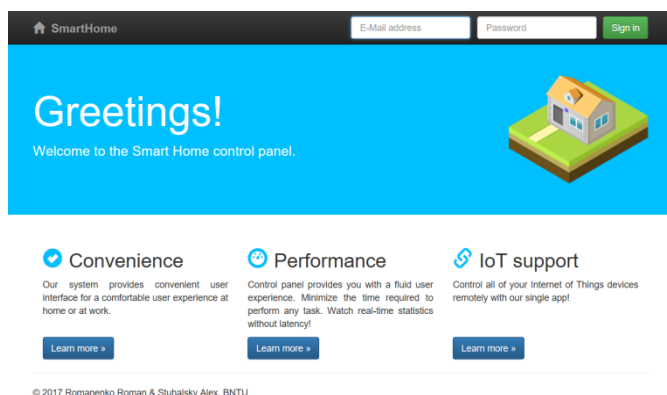 SmartHome
E-Mail address
Password
Sign in
Greetings!
Welcome to the Smart Home control panel.
Convenience
Our system provides convenient user
interface for a comfortable user experience at
home or at work.
Learn more »
Performance
Control panel provides you with a fluid user
experience. Minimize the time required to
perform any task. Watch real-time statistics
without latency!
Learn more »
IoT support
Control all of your Internet of Things devices
remotely with our single app!
Learn more »
© 2017 Romanenko Roman & Stubalsky Alex, BNTU